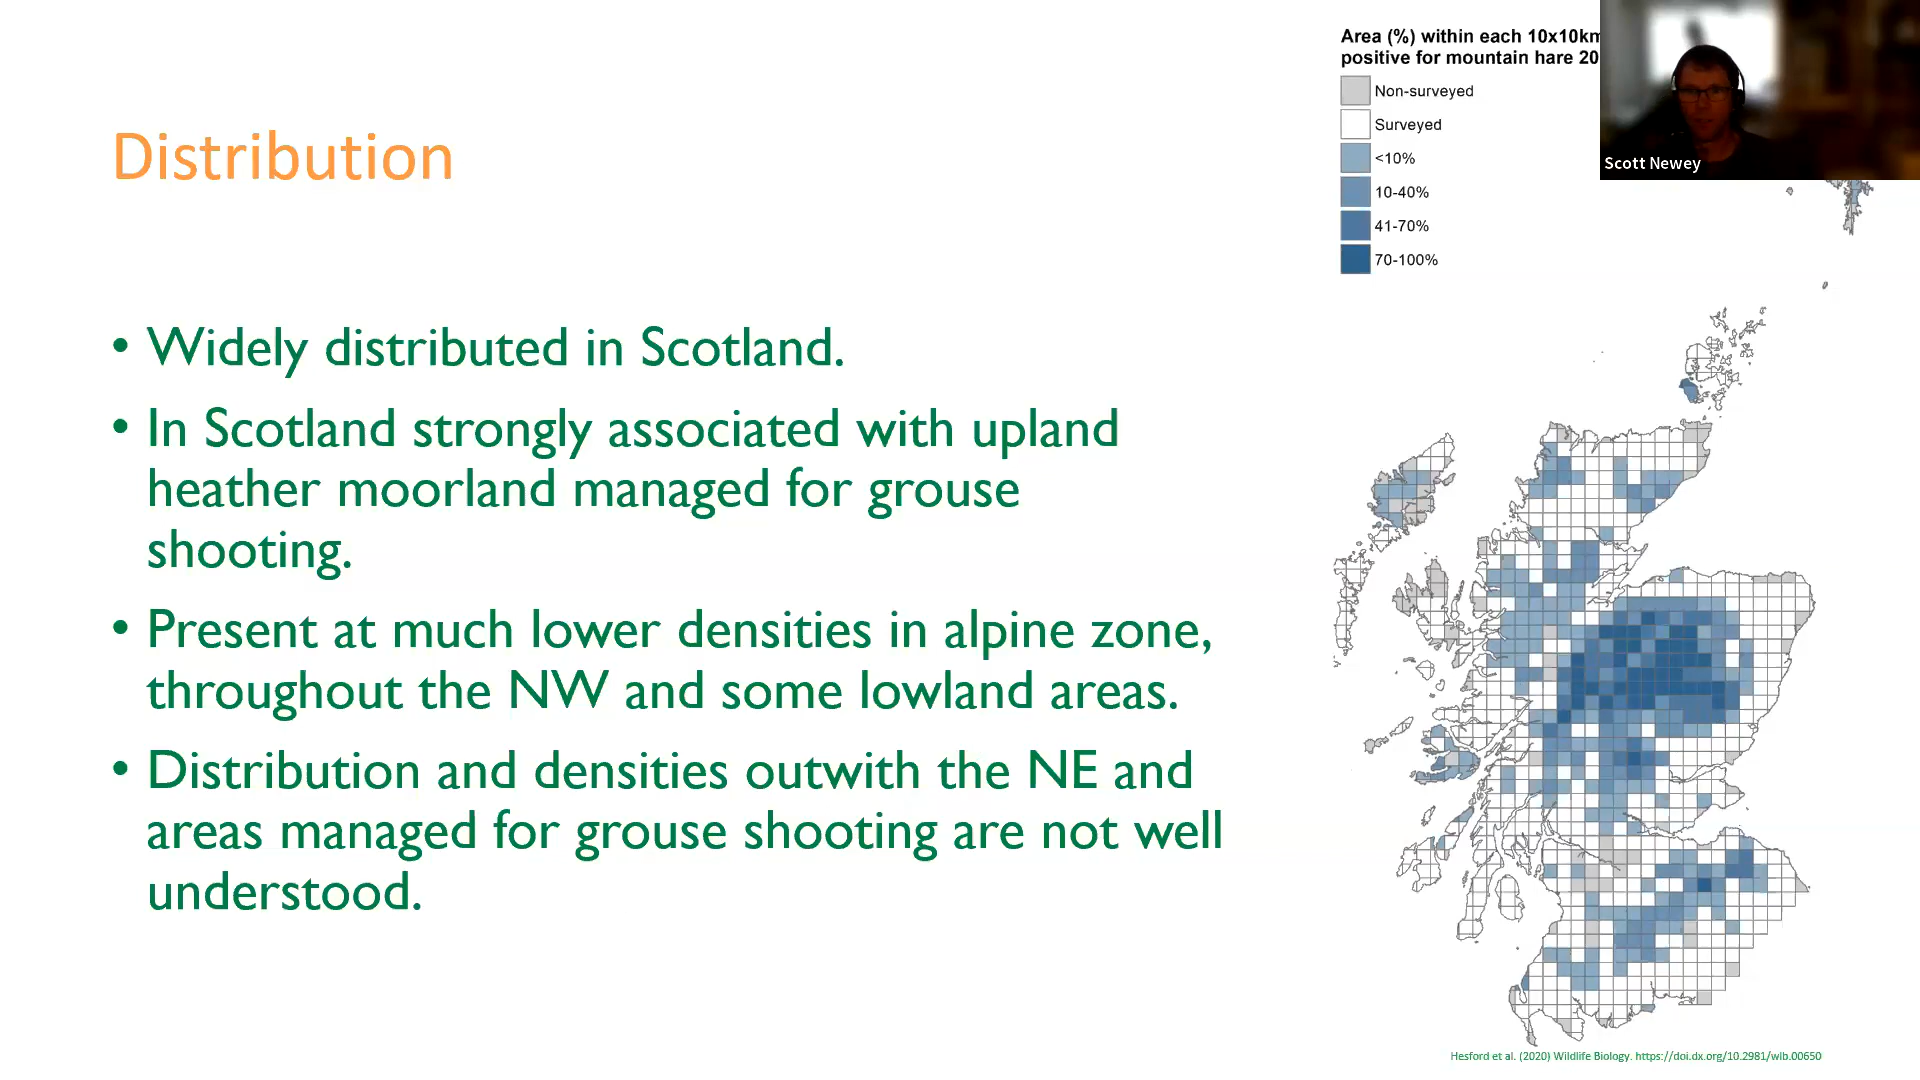 Distribution
• Widely distributed in Scotland.
• In Scotland strongly associated with upland
heather moorland managed for grouse
shooting.
• Present at much lower densities in alpine zone,
throughout the NW and some lowland areas.
• Distribution and densities outwith the NE and
areas managed for grouse shooting are not well
understood.
Area (%) within each 10x10km
positive for mountain hare 20
Non-surveyed
Surveyed
<10%
10-40%
41-70%
70-100%
Scott Newey
Hesford et al. (2020) Wildlife Biology. https://doi.dx.org/10.2981/wlb.00650